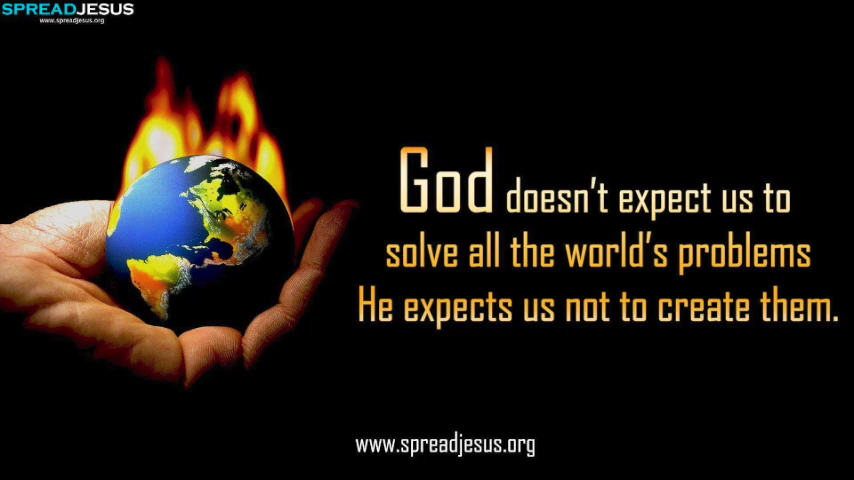 SPREADJESUS
www.spreadjesus.org
God doesn't expect us to
solve all the world's problems
He expects us not to create them.
www.spreadjesus.org